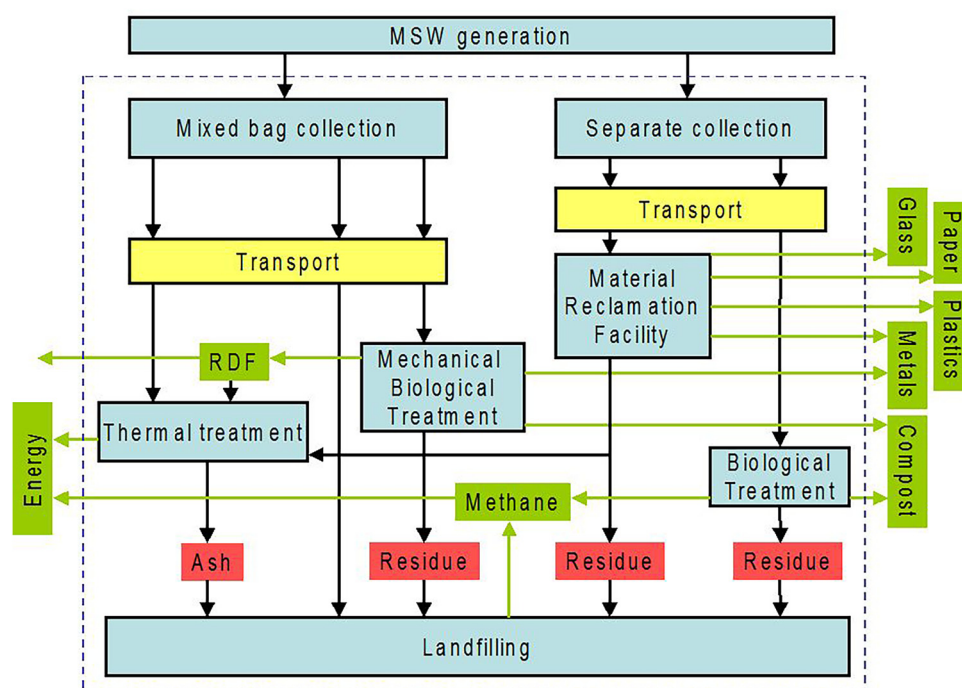 MSW generation
Mixed bag collection
Separate collection
Transport
Glass
Paper
Transport
Material
Reclamation
Facility
Plastics
RDF
Mechanical
Biological
Treatment
Metals
Thermal treatment
Energy
Compost
Biological
Treatment
Methane
Ash
Residue
Residue
Residue
Landfilling